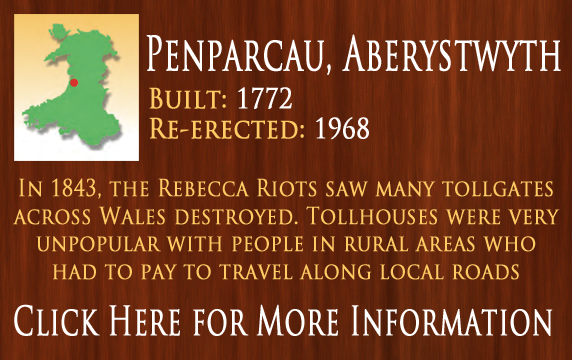 Penparcau, Aberystwyth
Built: 1772
Re-erected: 1968
In 1843, the Rebecca Riots saw many tollgates
across Wales destroyed. Tollhouses were very
unpopular with people in rural areas who
had to pay to travel along local roads
Click Here for More Information